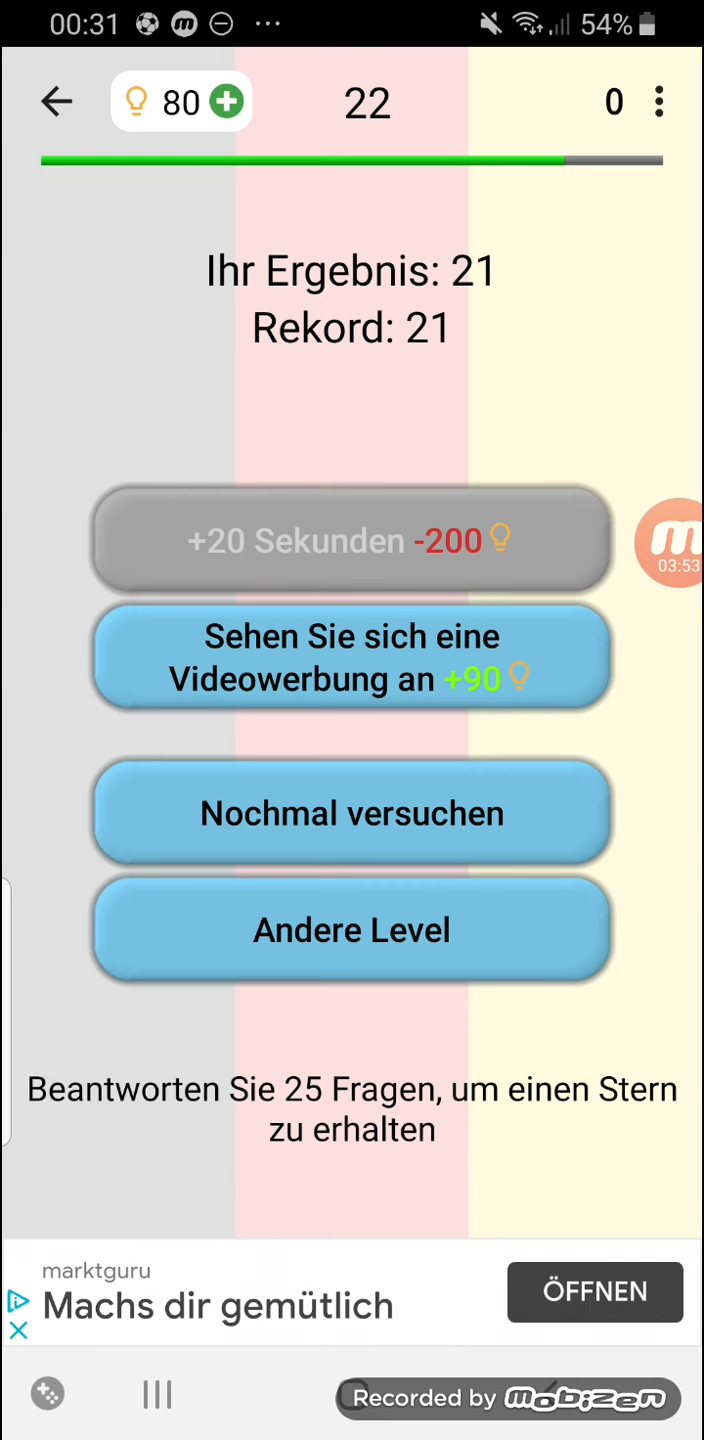 00:31 m ... 54%
80 22 0
Ihr Ergebnis: 21
Rekord: 21
+20 Sekunden -200
m
03:53
Sehen Sie sich eine
Videowerbung an +90
Nochmal versuchen
Andere Level
Beantworten Sie 25 Fragen, um einen Stern
zu erhalten
marktguru
Machs dir gemütlich
ÖFFNEN
Recorded by mobizen